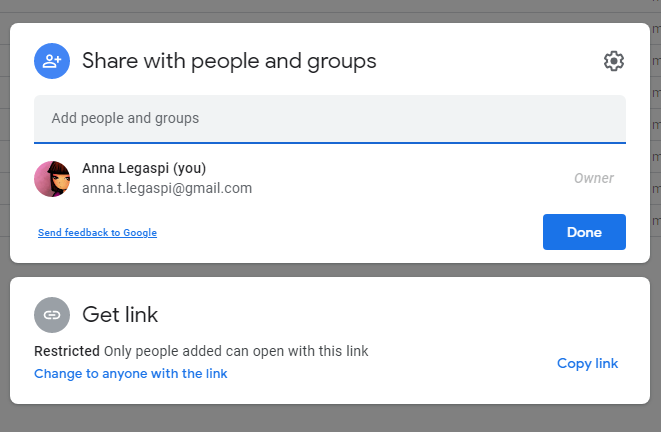 Share with people and groups
Add people and groups
Anna Legaspi (you)
anna.t.legaspi@gmail.com
Owner
Send feedback to Google
Done
Get link
Restricted Only people added can open with this link
Change to anyone with the link
Copy link